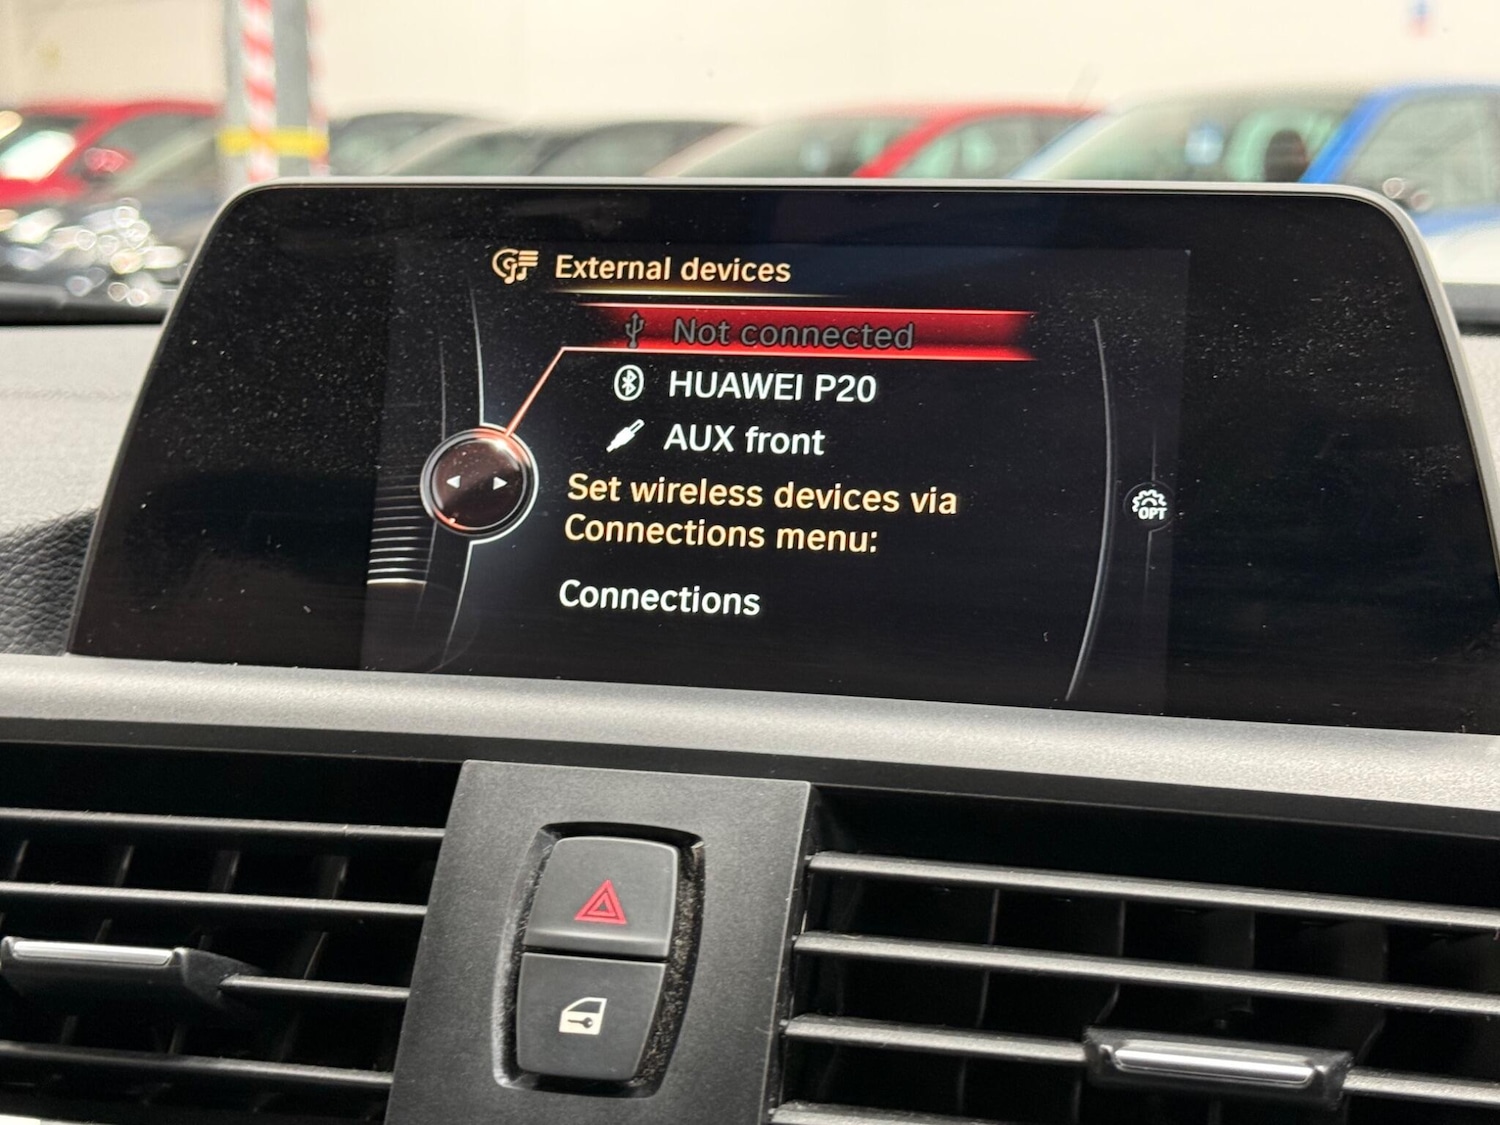 External devices
Not connected
HUAWEI P20
AUX front
Set wireless devices via
Connections menu:
OPT
Connections